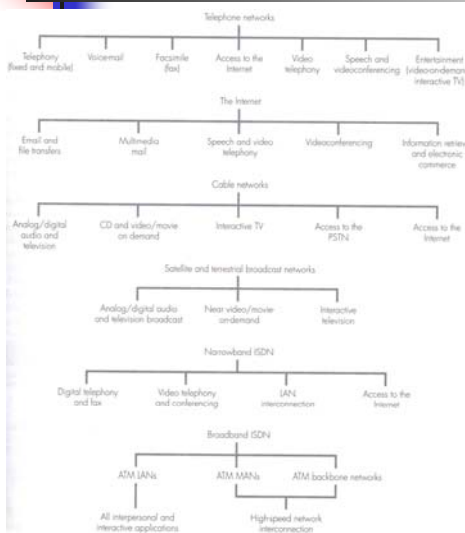 Telephone networks
Telephony
(fixed and mobile)
Voice-mail
Facsimile
(fax)
Access to the
Internet
Video
telephony
Speech and
videoconferencing
Entertainment
(video-on-demand
interactive TV)
The Internet
Email and
file transfers
Multimedia
mail
Speech and video
telephony
Videoconferencing
Information retrieva
and electronic
commerce
Cable networks
Analog/digital
audio and
television
CD and video/movie
on demand
Interactive TV
Access to the
PSTN
Access to the
Internet
Satellite and terrestrial broadcast networks
Analog/digital audio
and television broadcast
Near video/movie-
on-demand
Interactive
television
Narrowband ISDN
Digital telephony
and fax
Video telephony
and conferencing
LAN
interconnection
Access to the
Internet
Broadband ISDN
ATM LANs
ATM MANs
ATM backbone networks
All interpersonal and
interactive applications
High-speed network
interconnection